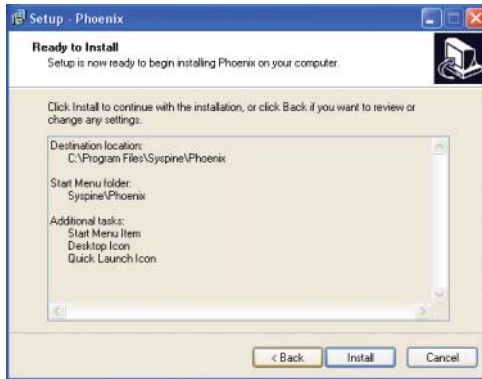 Setup - Phoenix
Ready to Install
Setup is now ready to begin installing Phoenix on your computer.
Click Install to continue with the installation, or click Back if you want to review or
change any settings.
Destination location:
C:\Program Files\Syspine\Phoenix
Start Menu folder:
Syspine\Phoenix
Additional tasks:
Start Menu Item
Desktop Icon
Quick Launch Icon
< Back
Install
Cancel